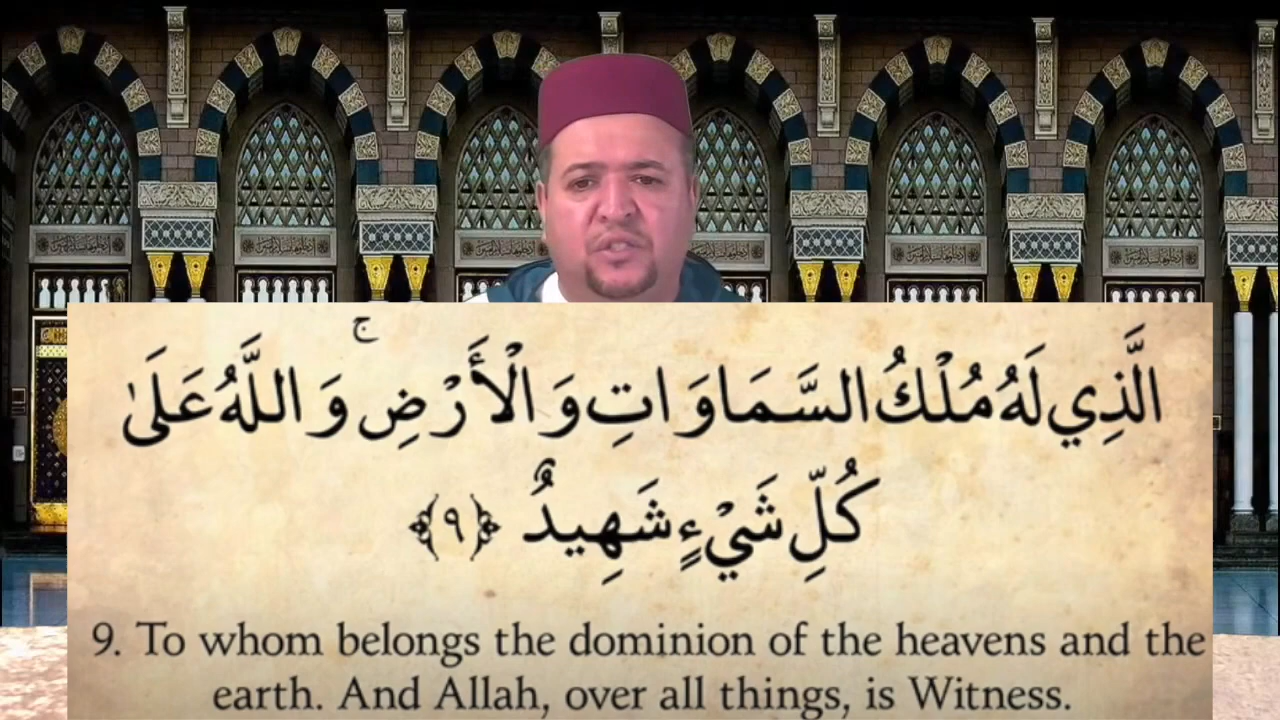 الَّذِي لَهُ مُلْكُ السَّمَاوَاتِ وَالْأَرْضِ ۚ وَاللَّهُ عَلَىٰ
كُلِّ شَيْءٍ شَهِيدٌ ﴿٩﴾
9. To whom belongs the dominion of the heavens and the
earth. And Allah, over all things, is Witness.